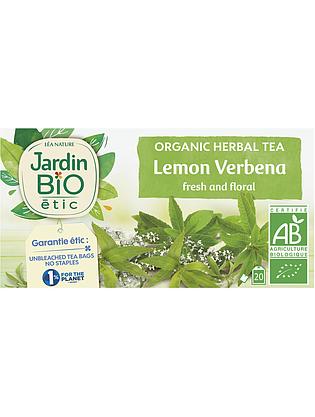 LÉA NATURE
Jardin
BiO
étic
ORGANIC HERBAL TEA
Lemon Verbena
fresh and floral
Garantie étic :
UNBLEACHED TEA BAGS
NO STAPLES
1%
FOR THE
PLANET
20
CERTIFIÉ
AB
AGRICULTURE
BIOLOGIQUE